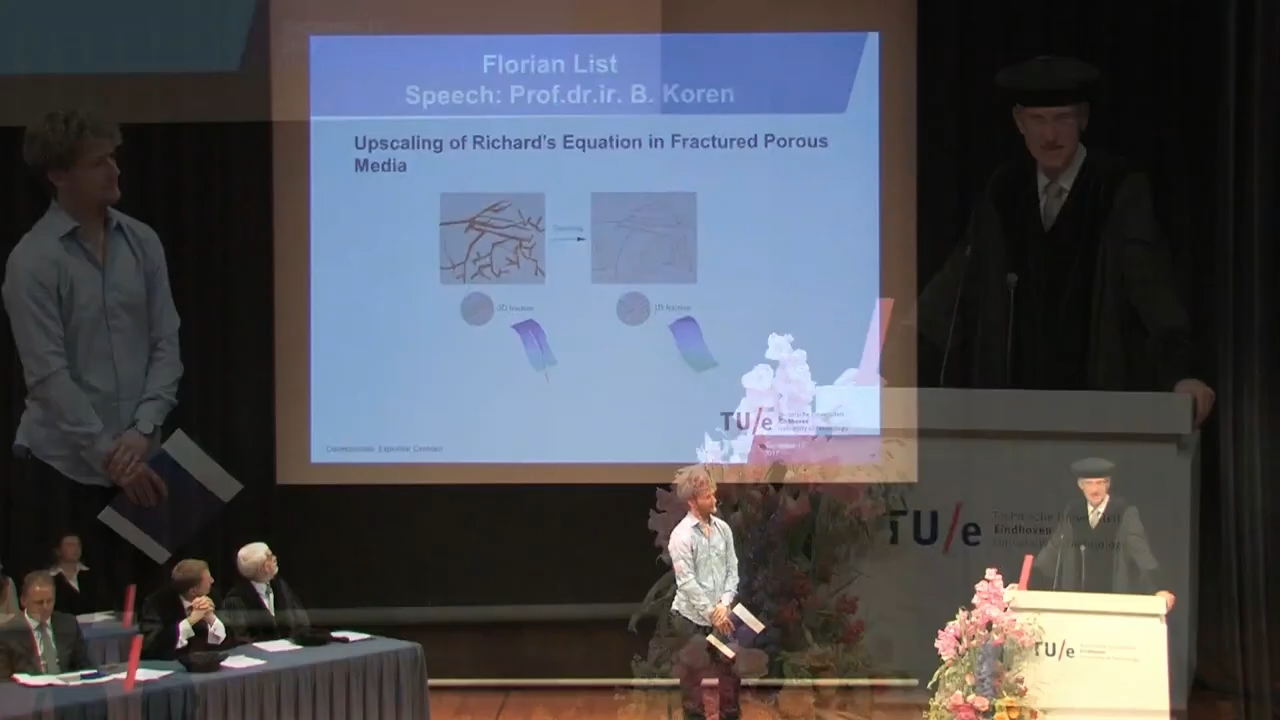 Florian List
Speech: Prof.dr.ir. B. Koren
Upscaling of Richard's Equation in Fractured Porous
Media
TU/e
TU/e
Technische Universiteit
Eindhoven
University of Technology
TU/e